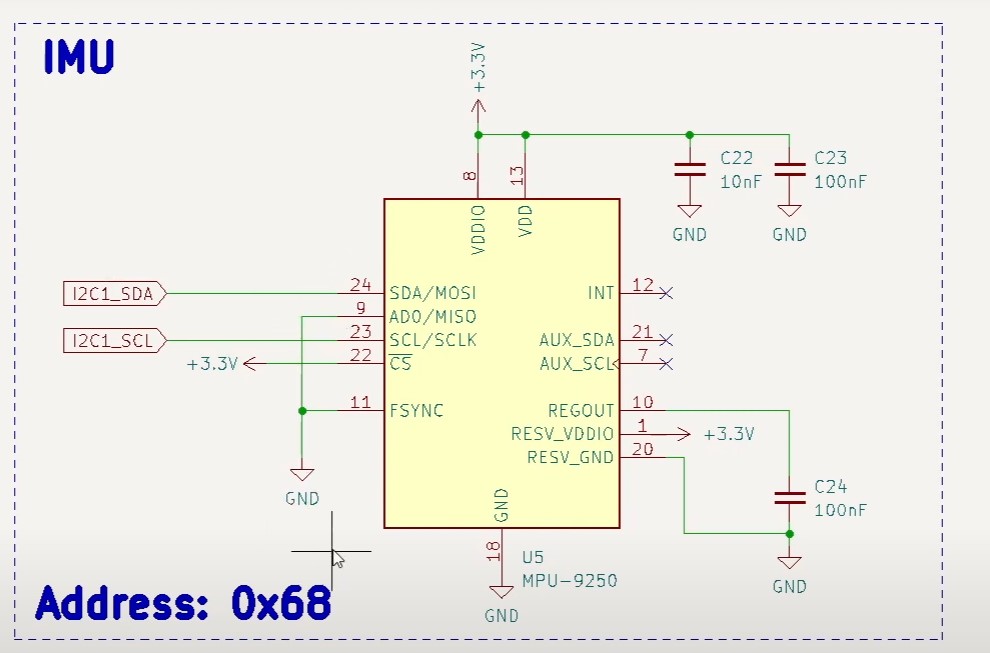 IMU
+3.3V
C22
10nF
C23
100nF
GND
GND
8
13
VDDIO
VDD
I2C1_SDA
24
SDA/MOSI
9
AD0/MISO
I2C1_SCL
23
SCL/SCLK
+3.3V
22
CS
11
FSYNC
GND
INT
12
AUX_SDA
21
AUX_SCL
7
REGOUT
10
RESV_VDDIO
1
+3.3V
RESV_GND
20
C24
100nF
GND
GND
18
U5
MPU-9250
GND
Address: 0x68